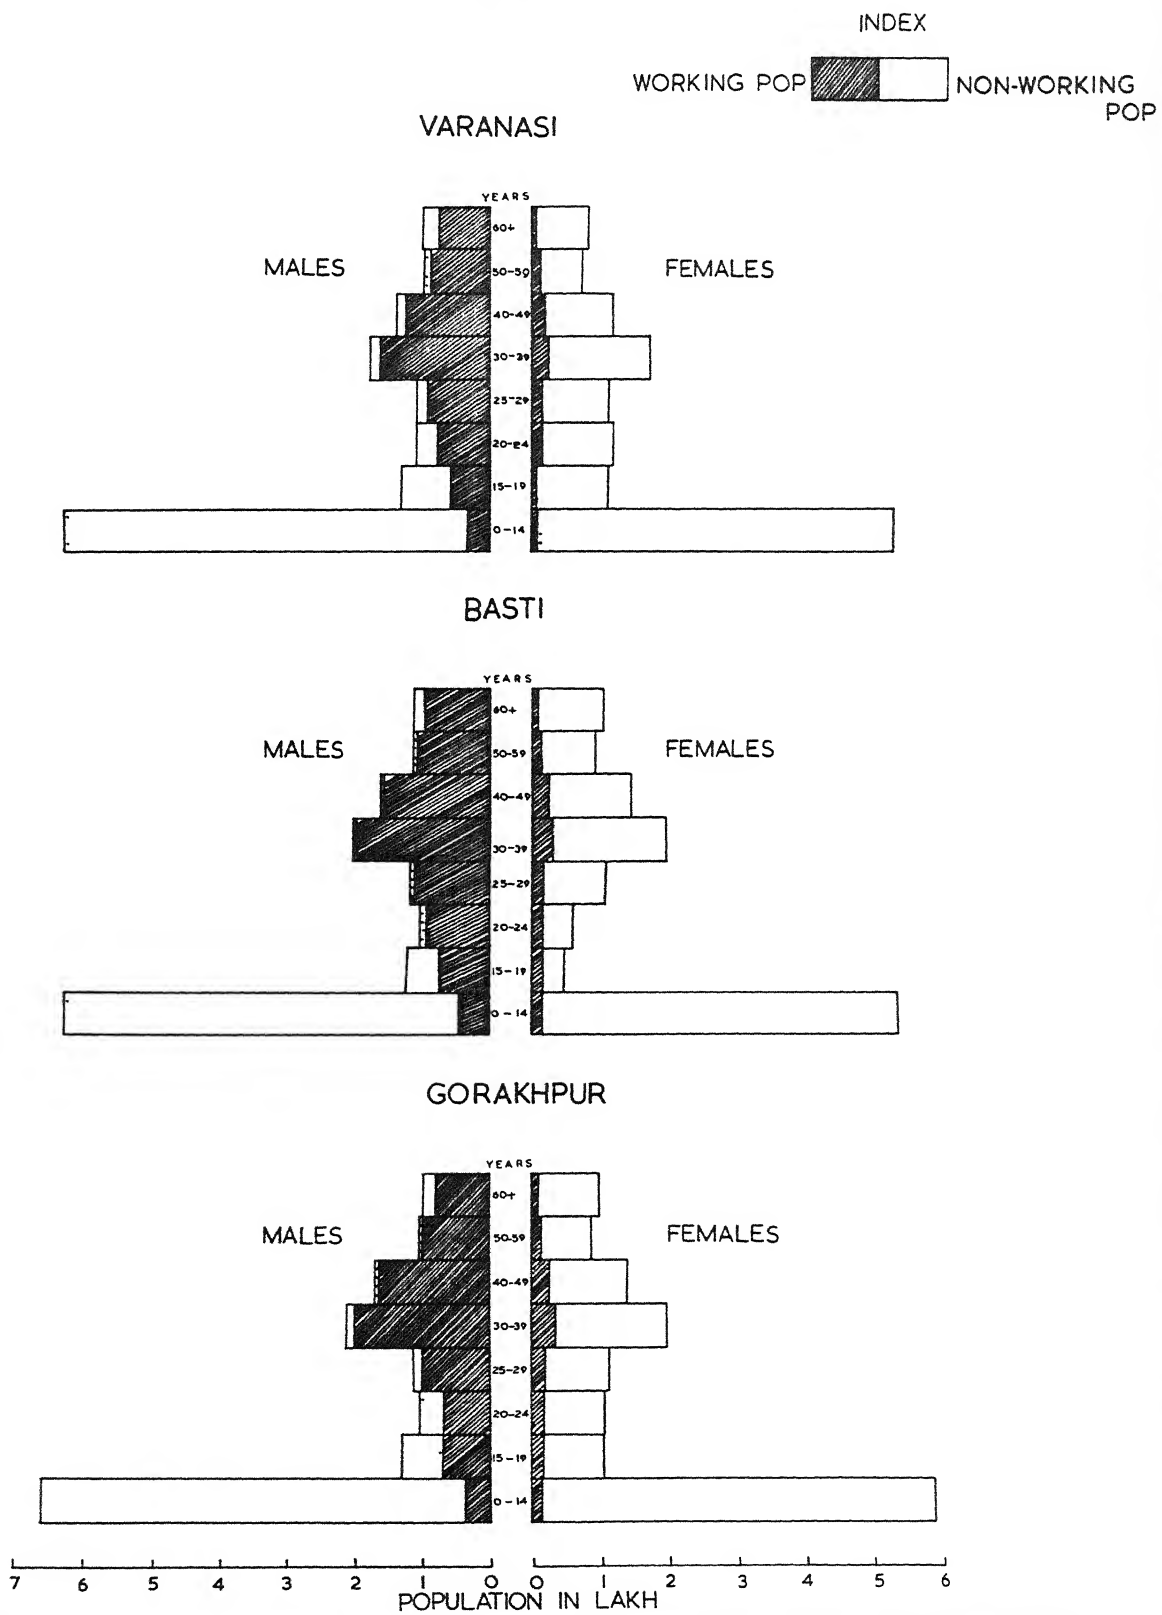 INDEX
WORKING POP NON-WORKING POP
VARANASI
YEARS
60+
MALES 50-59 FEMALES
40-49
30-39
25-29
20-24
15-19
0-14
BASTI
YEARS
60+
MALES 50-59 FEMALES
40-49
30-39
25-29
20-24
15-19
0-14
GORAKHPUR
YEARS
60+
MALES 50-59 FEMALES
40-49
30-39
25-29
20-24
15-19
0-14
7 6 5 4 3 2 1 0 0 1 2 3 4 5 6
POPULATION IN LAKH